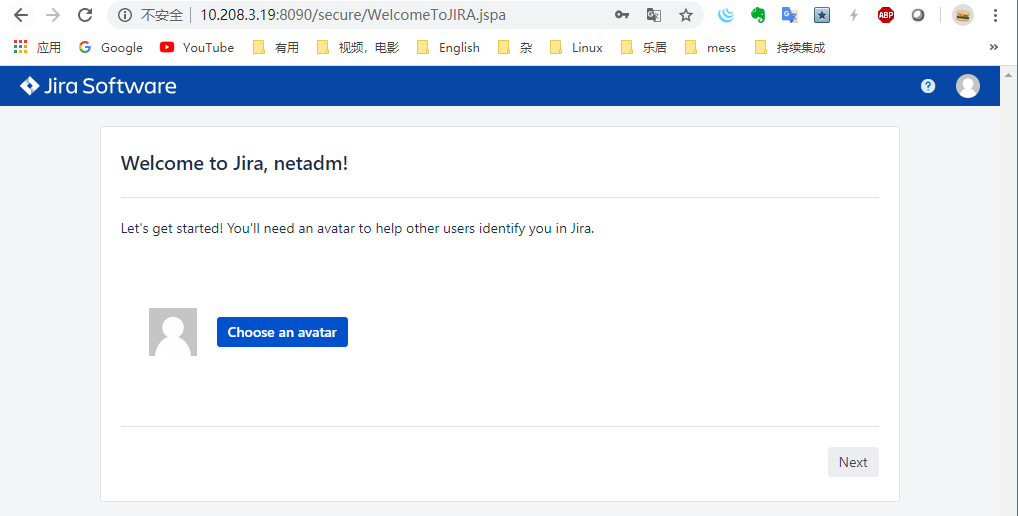 不安全 | 10.208.3.19:8090/secure/WelcomeToJIRA.jspa
ABP
应用 Google YouTube 有用 视频，电影 English 杂 Linux 乐居 mess 持续集成 »
Jira Software
?
Welcome to Jira, netadm!
Let's get started! You'll need an avatar to help other users identify you in Jira.
Choose an avatar
Next